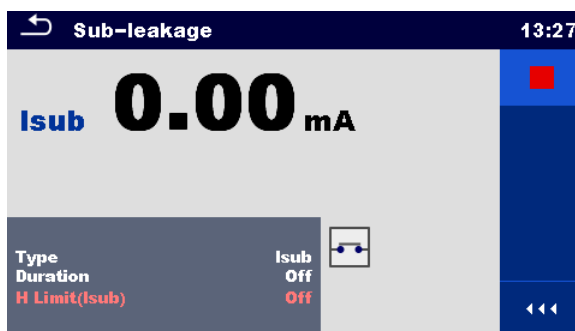 Sub-leakage 13:27
Isub 0.00 mA
Type Isub
Duration Off
H Limit(Isub) Off